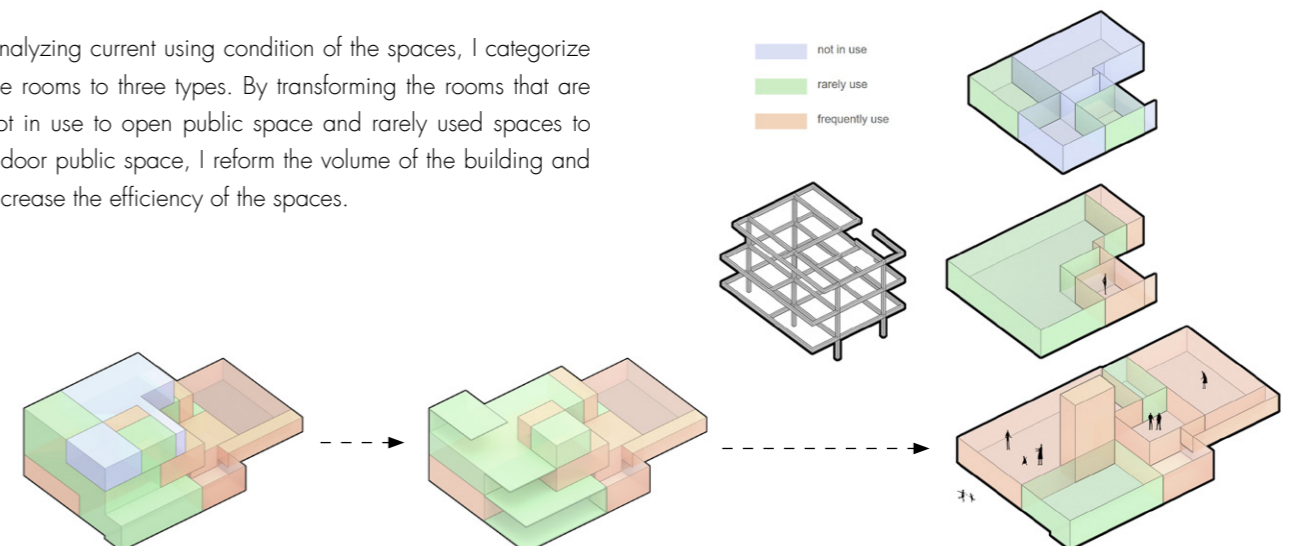 nalyzing current using condition of the spaces, I categorize
e rooms to three types. By transforming the rooms that are
ot in use to open public space and rarely used spaces to
door public space, I reform the volume of the building and
crease the efficiency of the spaces.
not in use
rarely use
frequently use